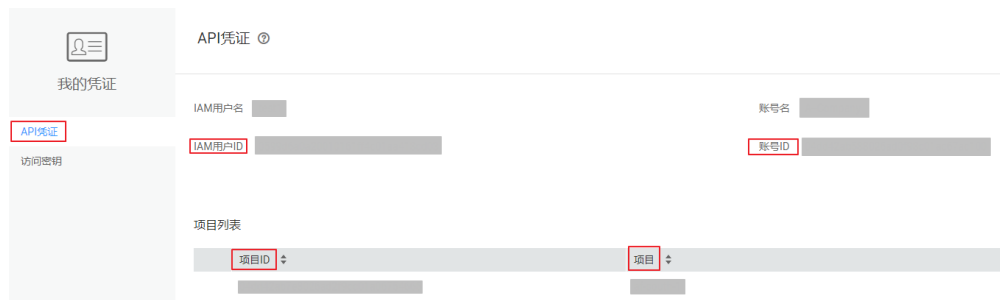 我的凭证
API凭证
访问密钥
API凭证 ?
IAM用户名 账号名
IAM用户ID 账号ID
项目列表
项目ID 项目